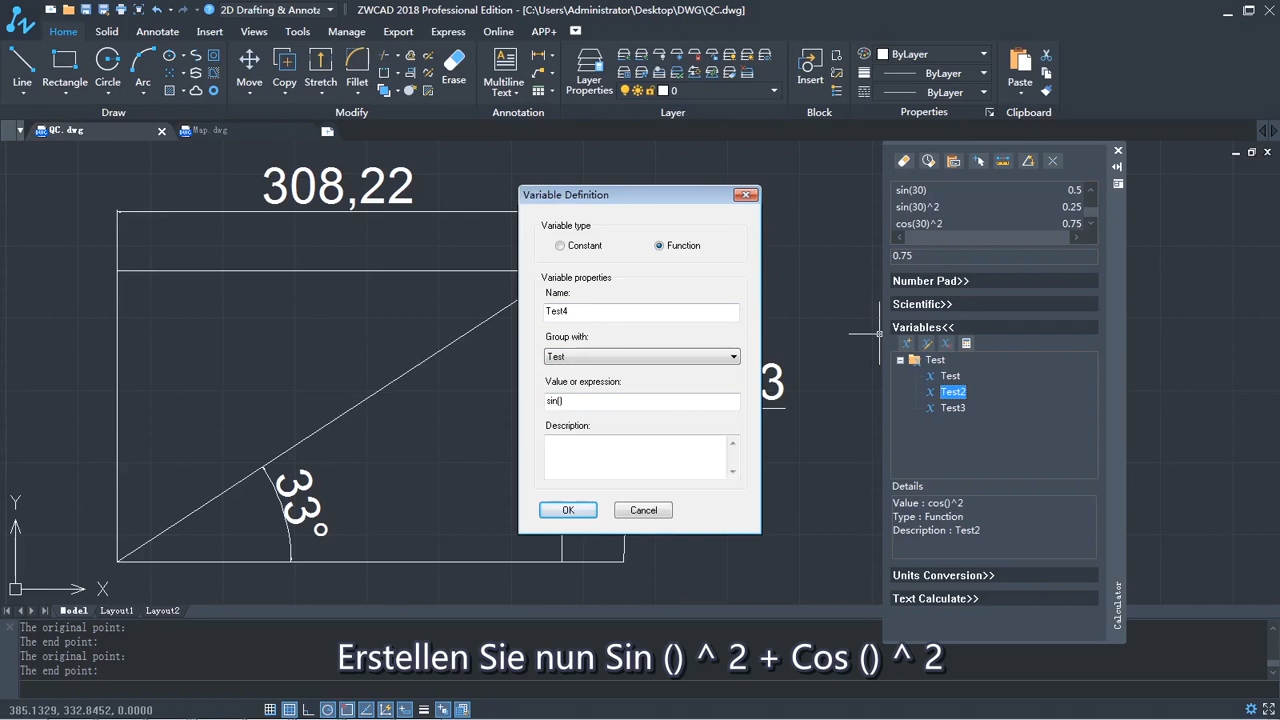 2D Drafting & Annotat
ZWCAD 2018 Professional Edition - [C:\Users\Administrator\Desktop\DWG\QC.dwg]
Home Solid Annotate Insert Views Tools Manage Export Express Online APP+
Line Rectangle Circle Arc
Move Copy Stretch Fillet Erase
Multiline Text
Layer Properties
0
Insert
ByLayer
ByLayer
ByLayer
Paste
Draw Modify Annotation Layer Block Properties Clipboard
QC.dwg Map.dwg
308,22
33°
3
Y
X
Variable Definition
Variable type
Constant Function
Variable properties
Name:
Test4
Group with:
Test
Value or expression:
sin()
Description:
OK Cancel
sin(30) 0.5
sin(30)^2 0.25
cos(30)^2 0.75
0.75
Number Pad>>
Scientific>>
Variables<<
Test
Test
Test2
Test3
Details
Value : cos()^2
Type : Function
Description : Test2
Units Conversion>>
Text Calculate>>
Calculator
Model Layout1 Layout2
The original point:
The end point:
The original point:
The end point:
Erstellen Sie nun Sin () ^ 2 + Cos () ^ 2
385.1329, 332.8452, 0.0000